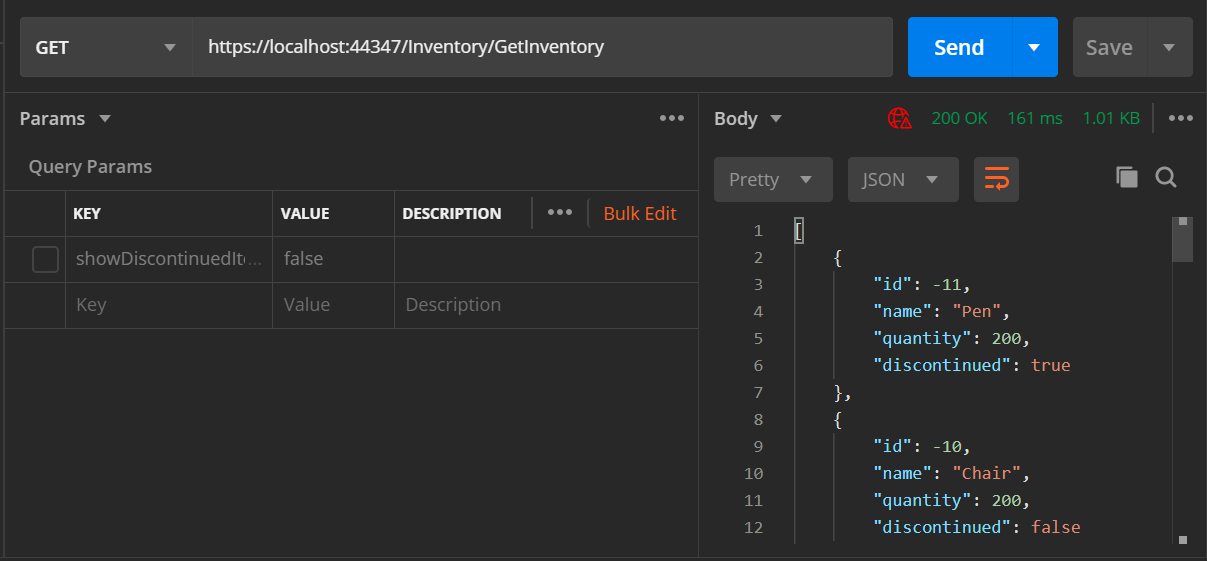 GET https://localhost:44347/Inventory/GetInventory Send Save
Params
Query Params
KEY VALUE DESCRIPTION Bulk Edit
showDiscontinuedIt... false
Key Value Description
Body 200 OK 161 ms 1.01 KB
Pretty JSON
1 [
2 {
3 "id": -11,
4 "name": "Pen",
5 "quantity": 200,
6 "discontinued": true
7 },
8 {
9 "id": -10,
10 "name": "Chair",
11 "quantity": 200,
12 "discontinued": false